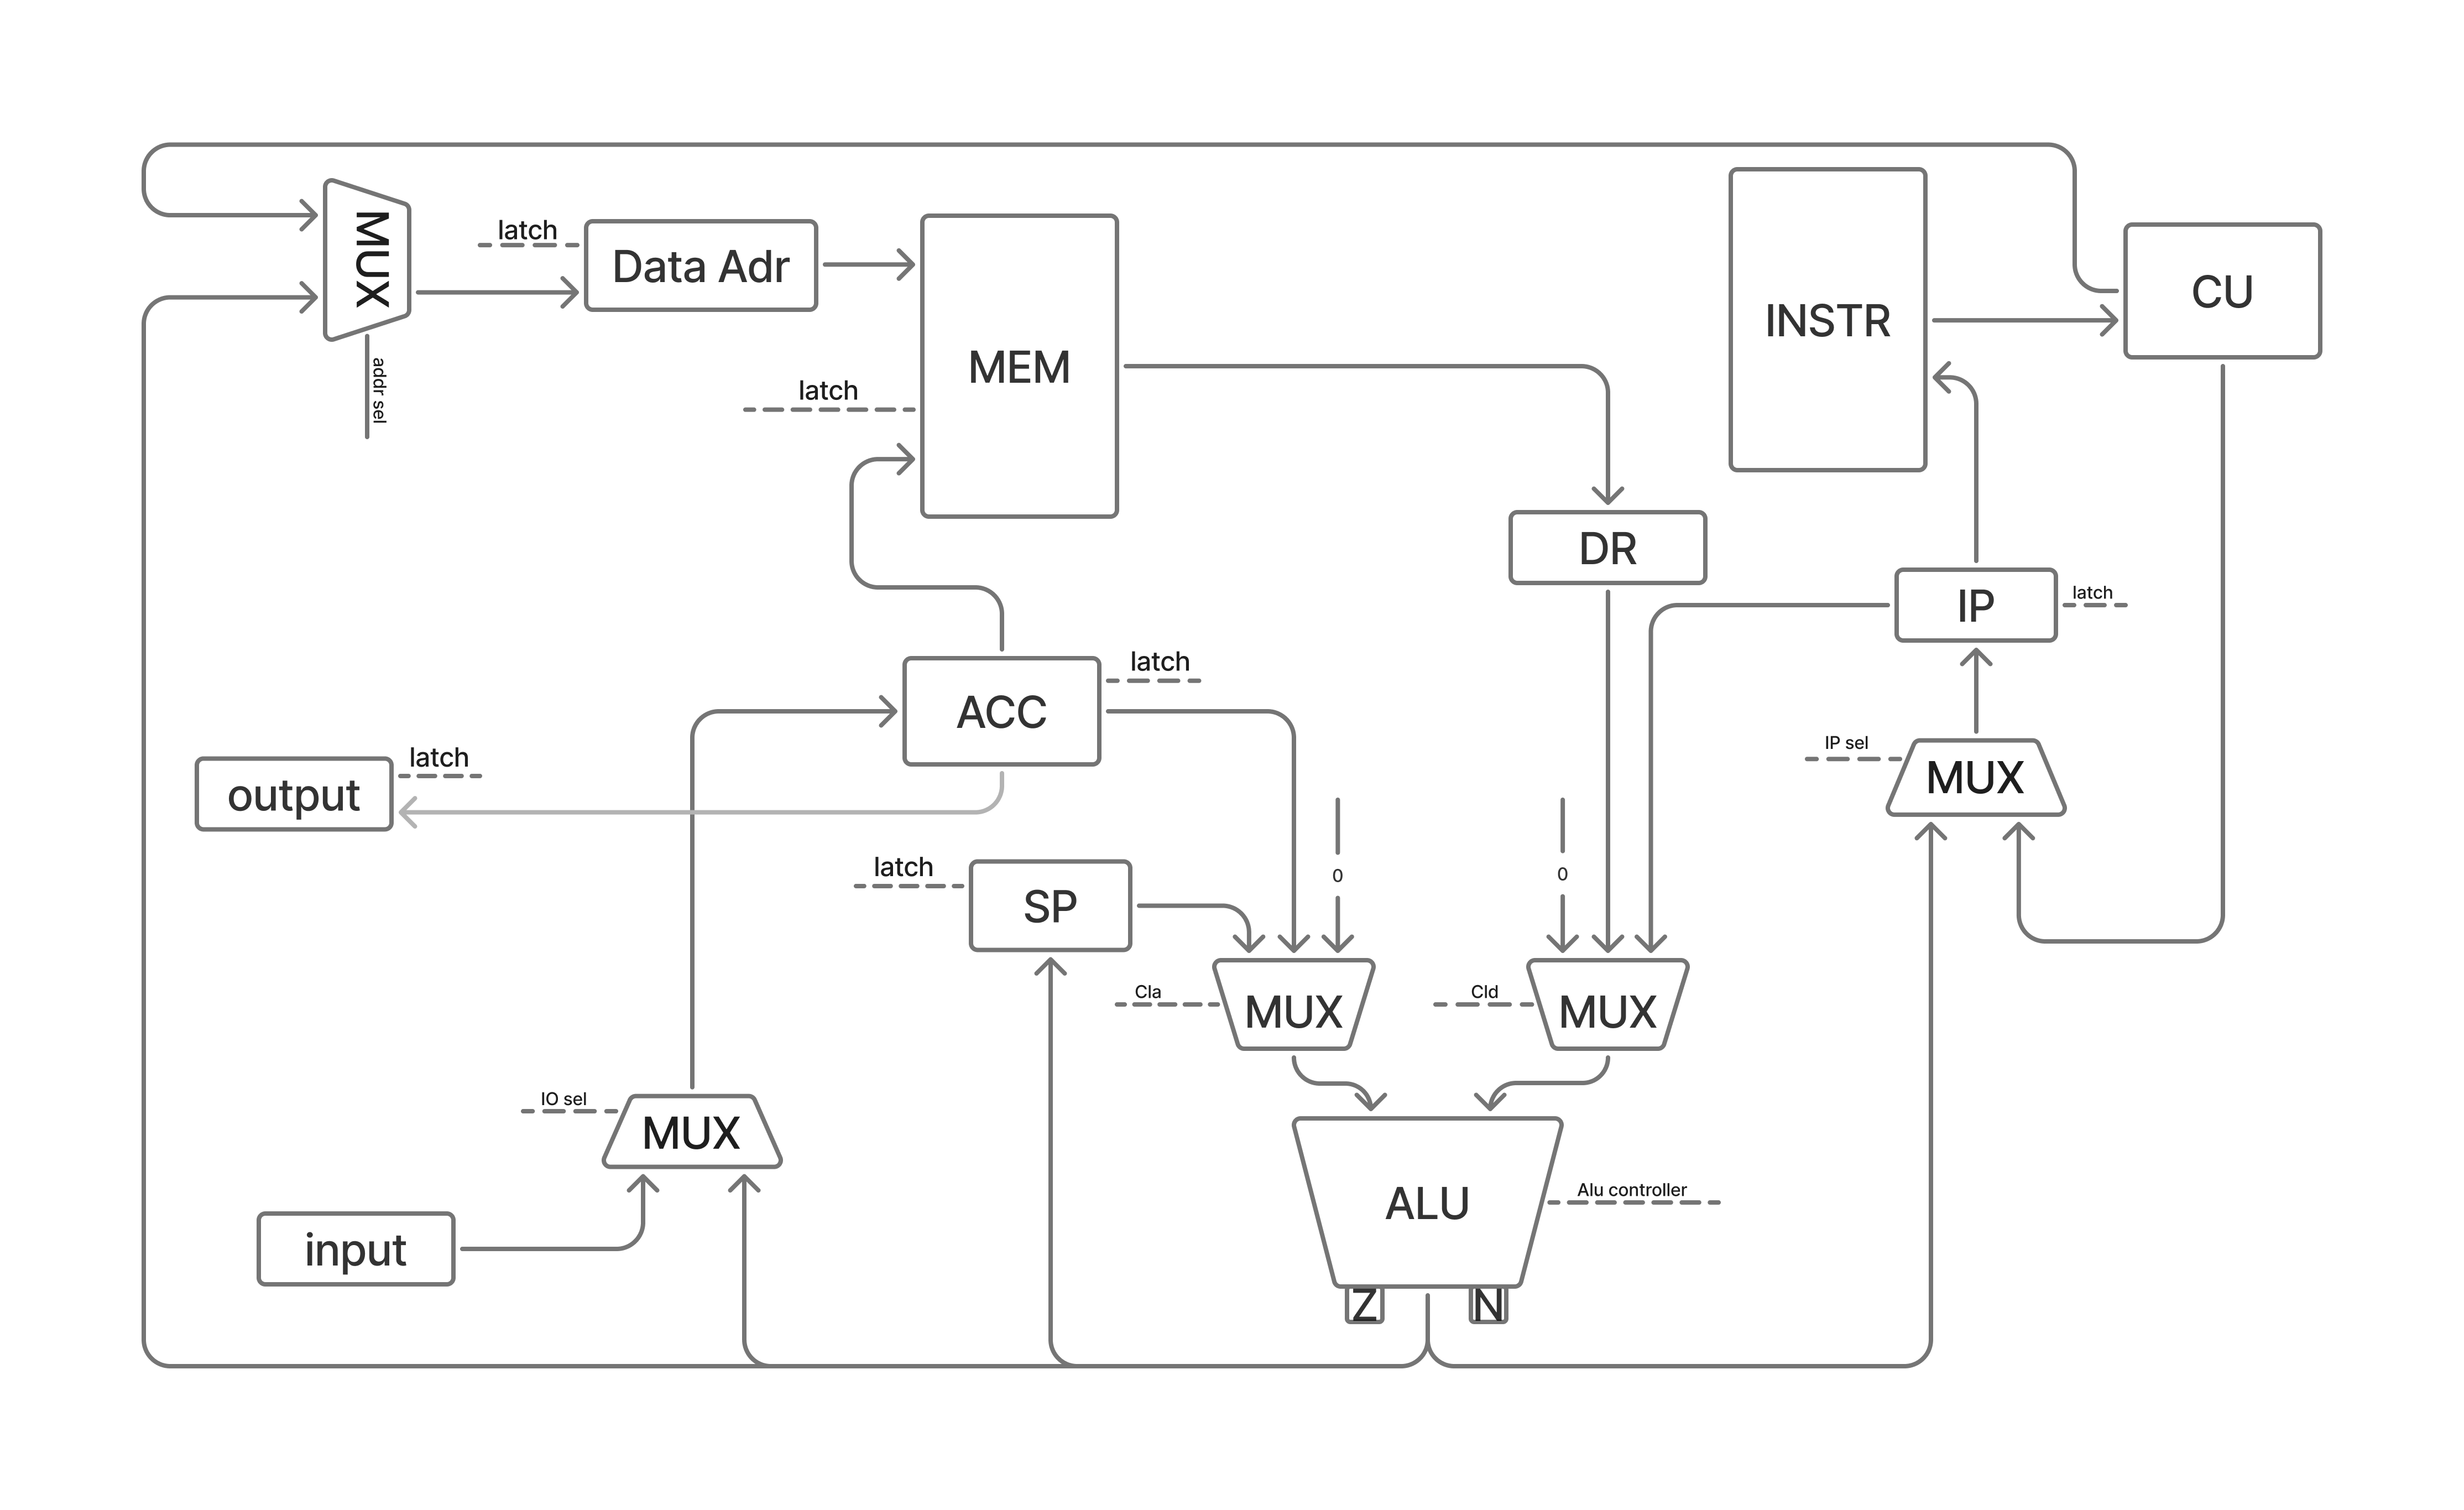 MUX
addr sel
latch
Data Adr
latch
MEM
INSTR
CU
DR
IP
latch
ACC
latch
output
latch
IP sel
MUX
latch
SP
0
0
Cla
MUX
Cld
MUX
IO sel
MUX
ALU
Alu controller
input
Z
N